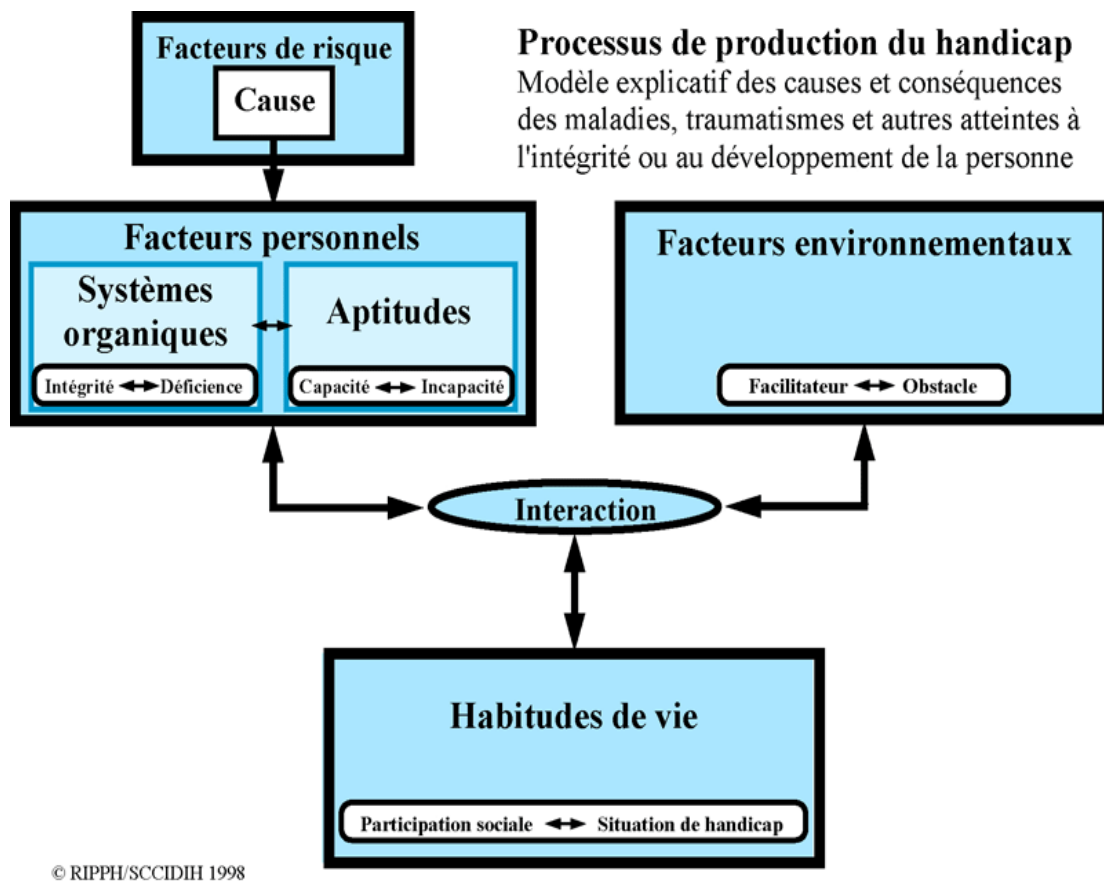 Facteurs de risque
Cause
Processus de production du handicap
Modèle explicatif des causes et conséquences
des maladies, traumatismes et autres atteintes à
l'intégrité ou au développement de la personne
Facteurs personnels
Systèmes
organiques
Intégrité Déficience
Aptitudes
Capacité Incapacité
Facteurs environnementaux
Facilitateur Obstacle
Interaction
Habitudes de vie
Participation sociale Situation de handicap
© RIPPH/SCCIDIH 1998